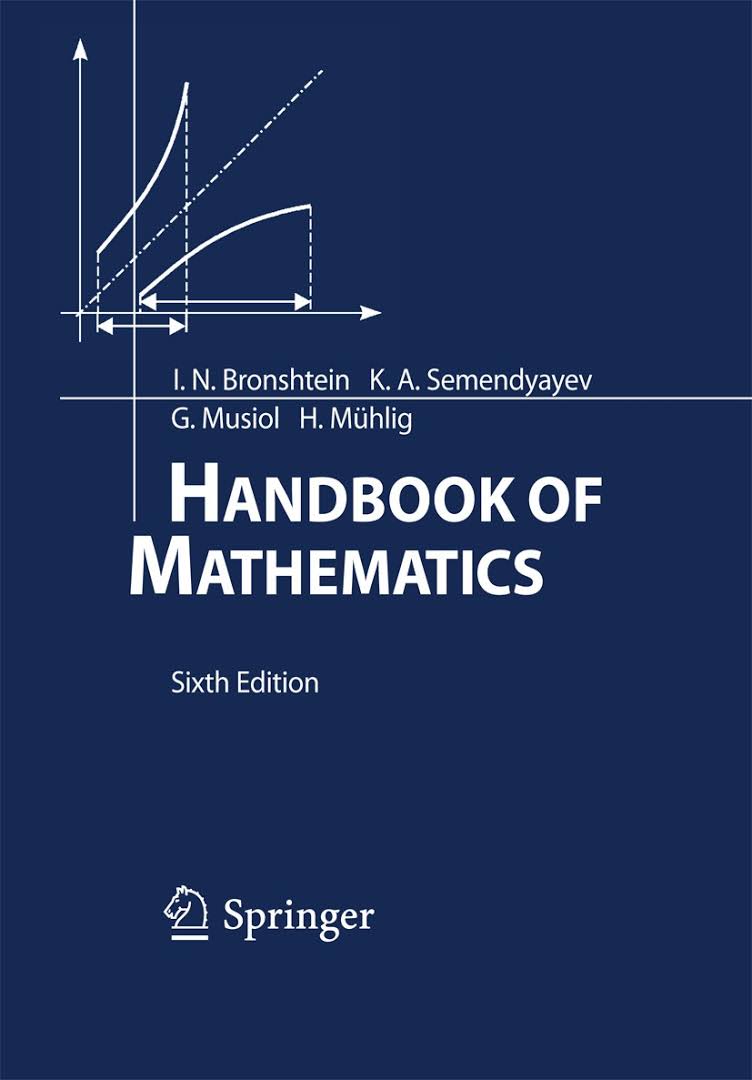 I. N. Bronshtein K. A. Semendyayev
G. Musiol H. Mühlig
HANDBOOK OF
MATHEMATICS
Sixth Edition
Springer